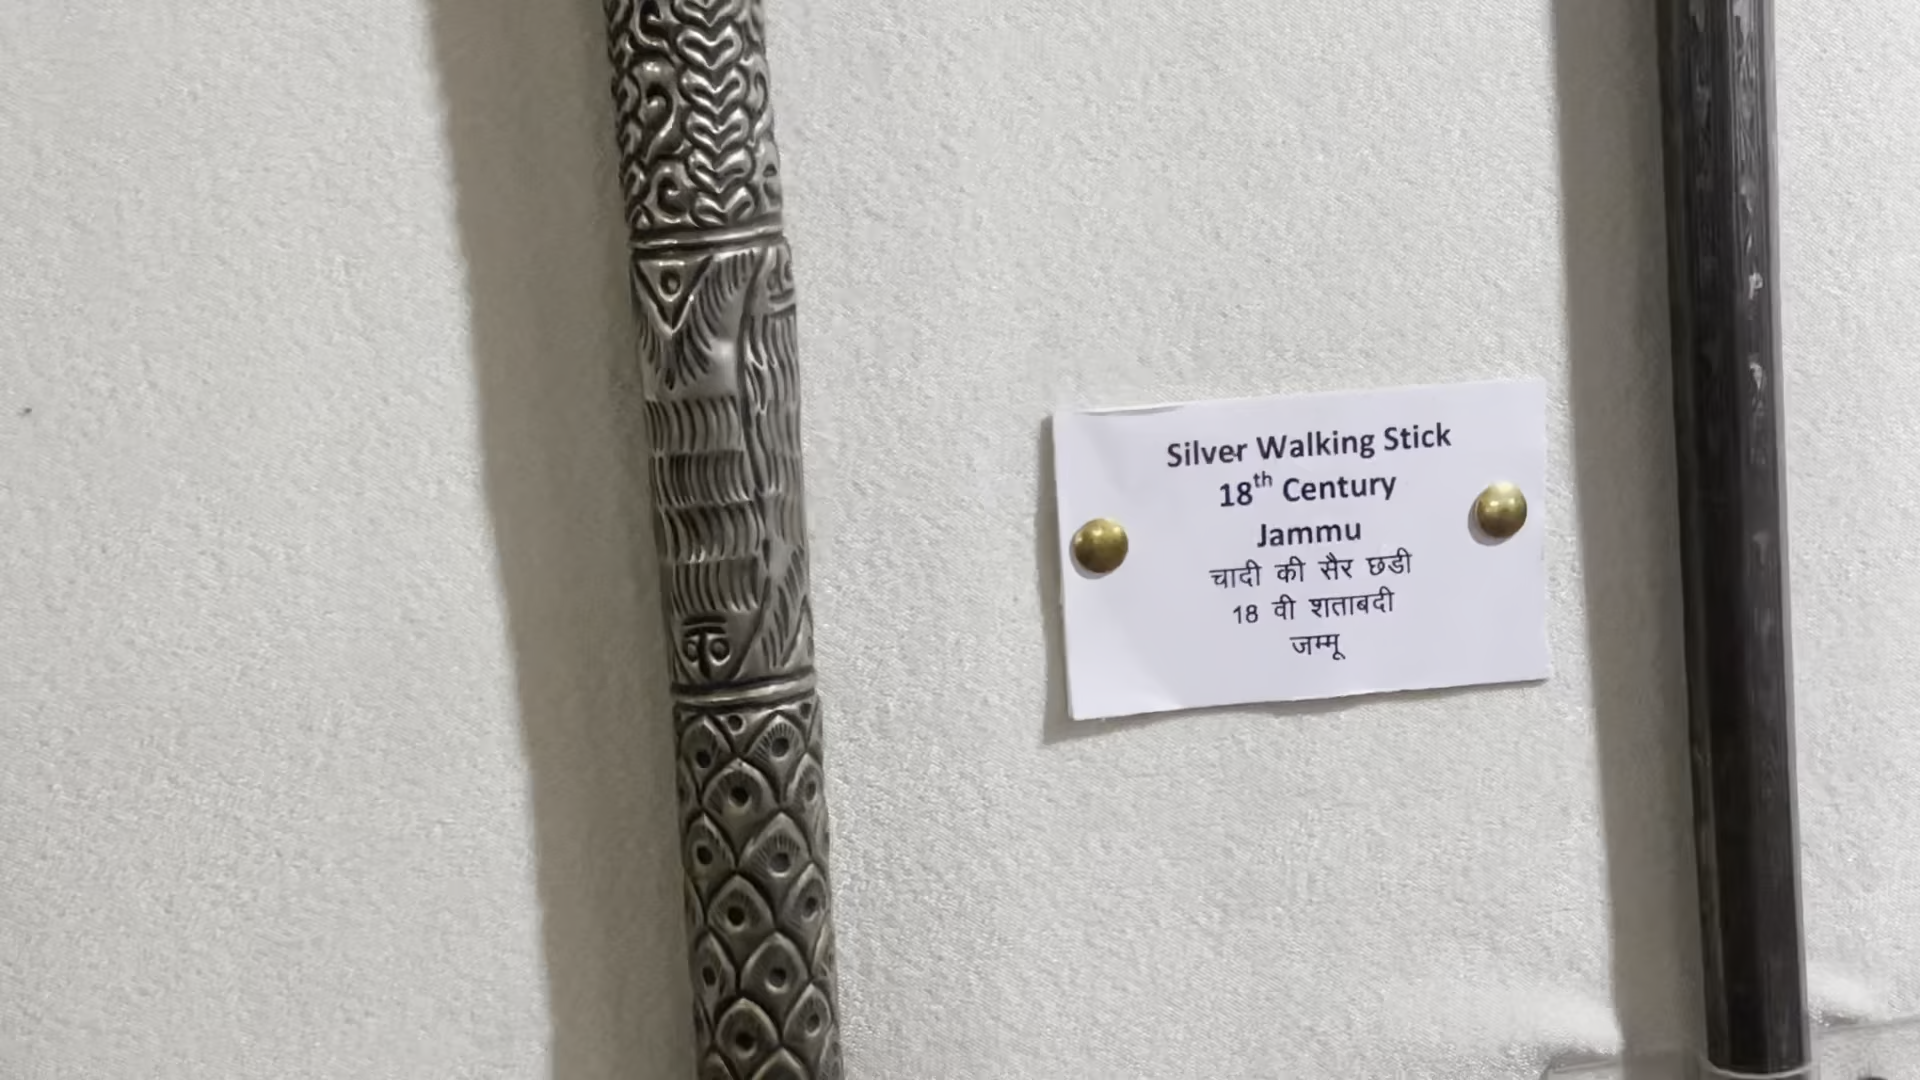 Silver Walking Stick
18th Century
Jammu
चादी की सैर छडी
18 वी शताबदी
जम्मू